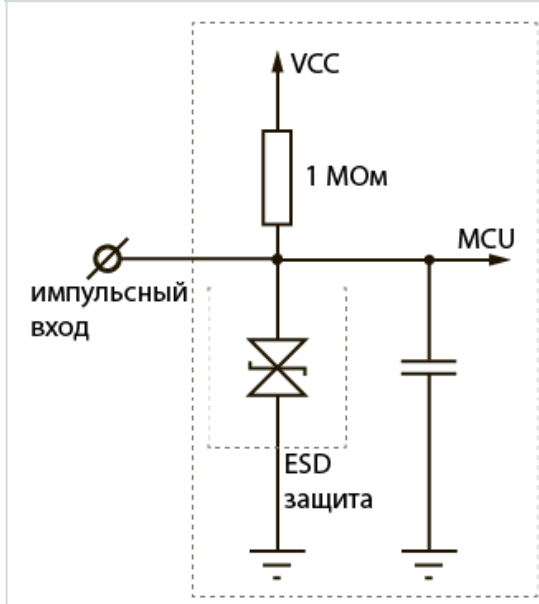 VCC
1 МОм
MCU
импульсный
вход
ESD
защита